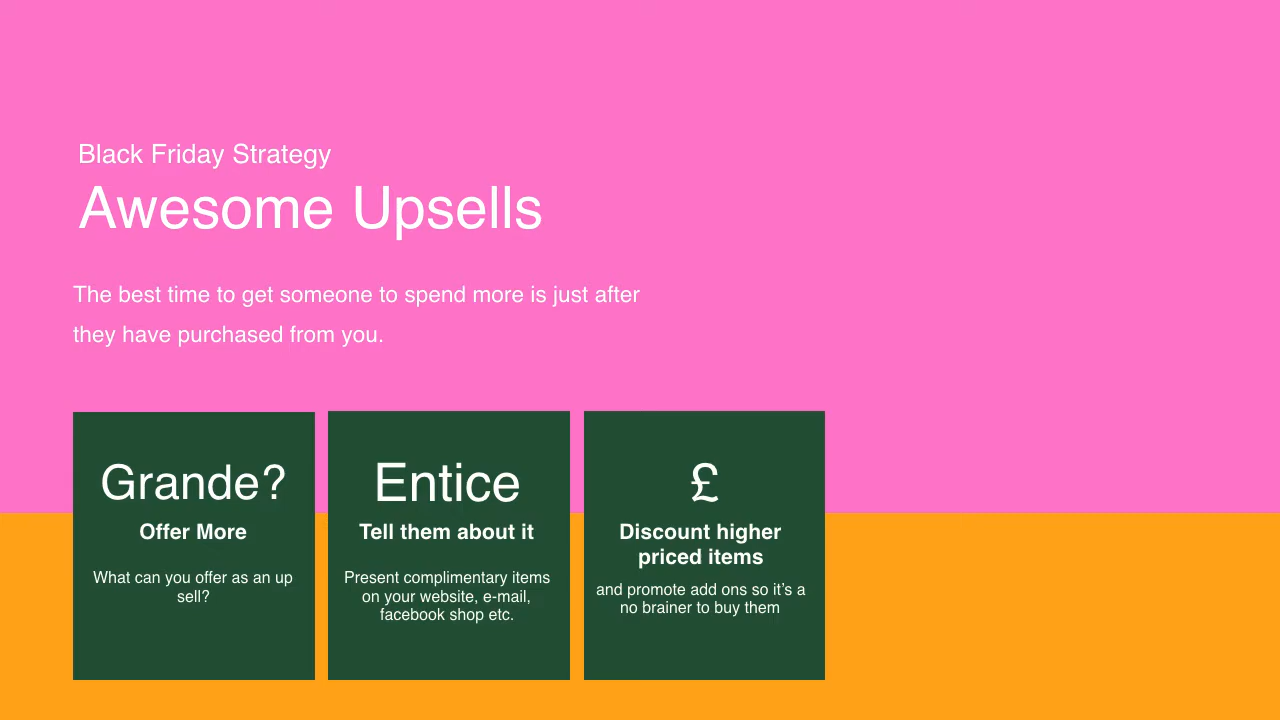 Black Friday Strategy
Awesome Upsells
The best time to get someone to spend more is just after
they have purchased from you.
Grande?
Offer More
What can you offer as an up
sell?
Entice
Tell them about it
Present complimentary items
on your website, e-mail,
facebook shop etc.
£
Discount higher
priced items
and promote add ons so it’s a
no brainer to buy them